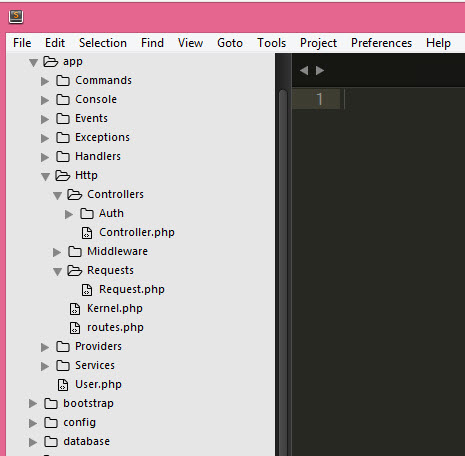 File Edit Selection Find View Goto Tools Project Preferences Help
app
Commands
Console
Events
Exceptions
Handlers
Http
Controllers
Auth
Controller.php
Middleware
Requests
Request.php
Kernel.php
routes.php
Providers
Services
User.php
bootstrap
config
database
1